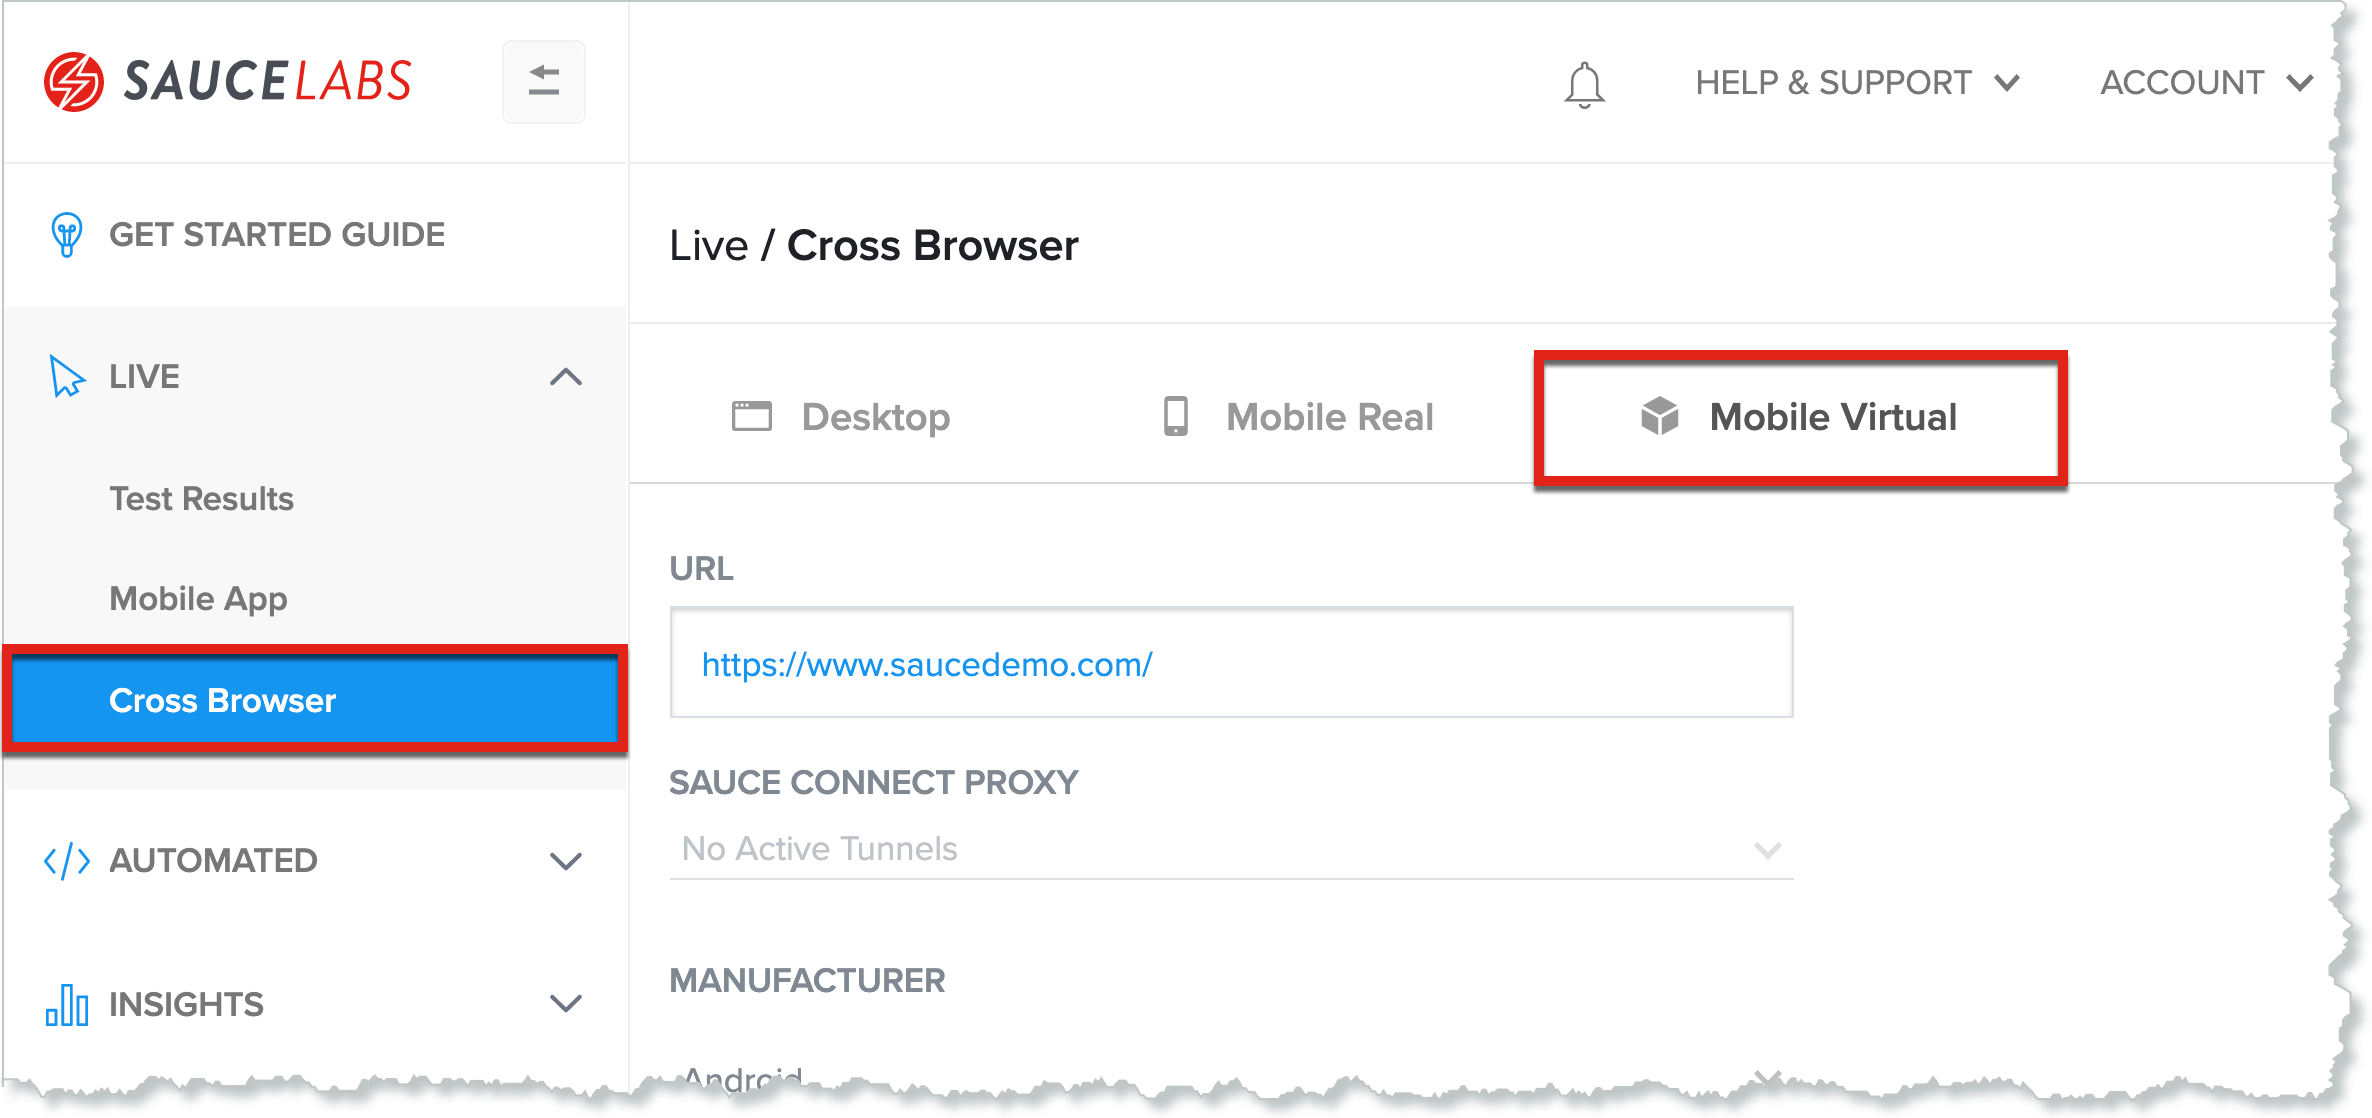 SAUCELABS
HELP & SUPPORT
ACCOUNT
GET STARTED GUIDE
Live / Cross Browser
LIVE
Desktop
Mobile Real
Mobile Virtual
Test Results
Mobile App
Cross Browser
URL
https://www.saucedemo.com/
SAUCE CONNECT PROXY
No Active Tunnels
AUTOMATED
MANUFACTURER
INSIGHTS
Android